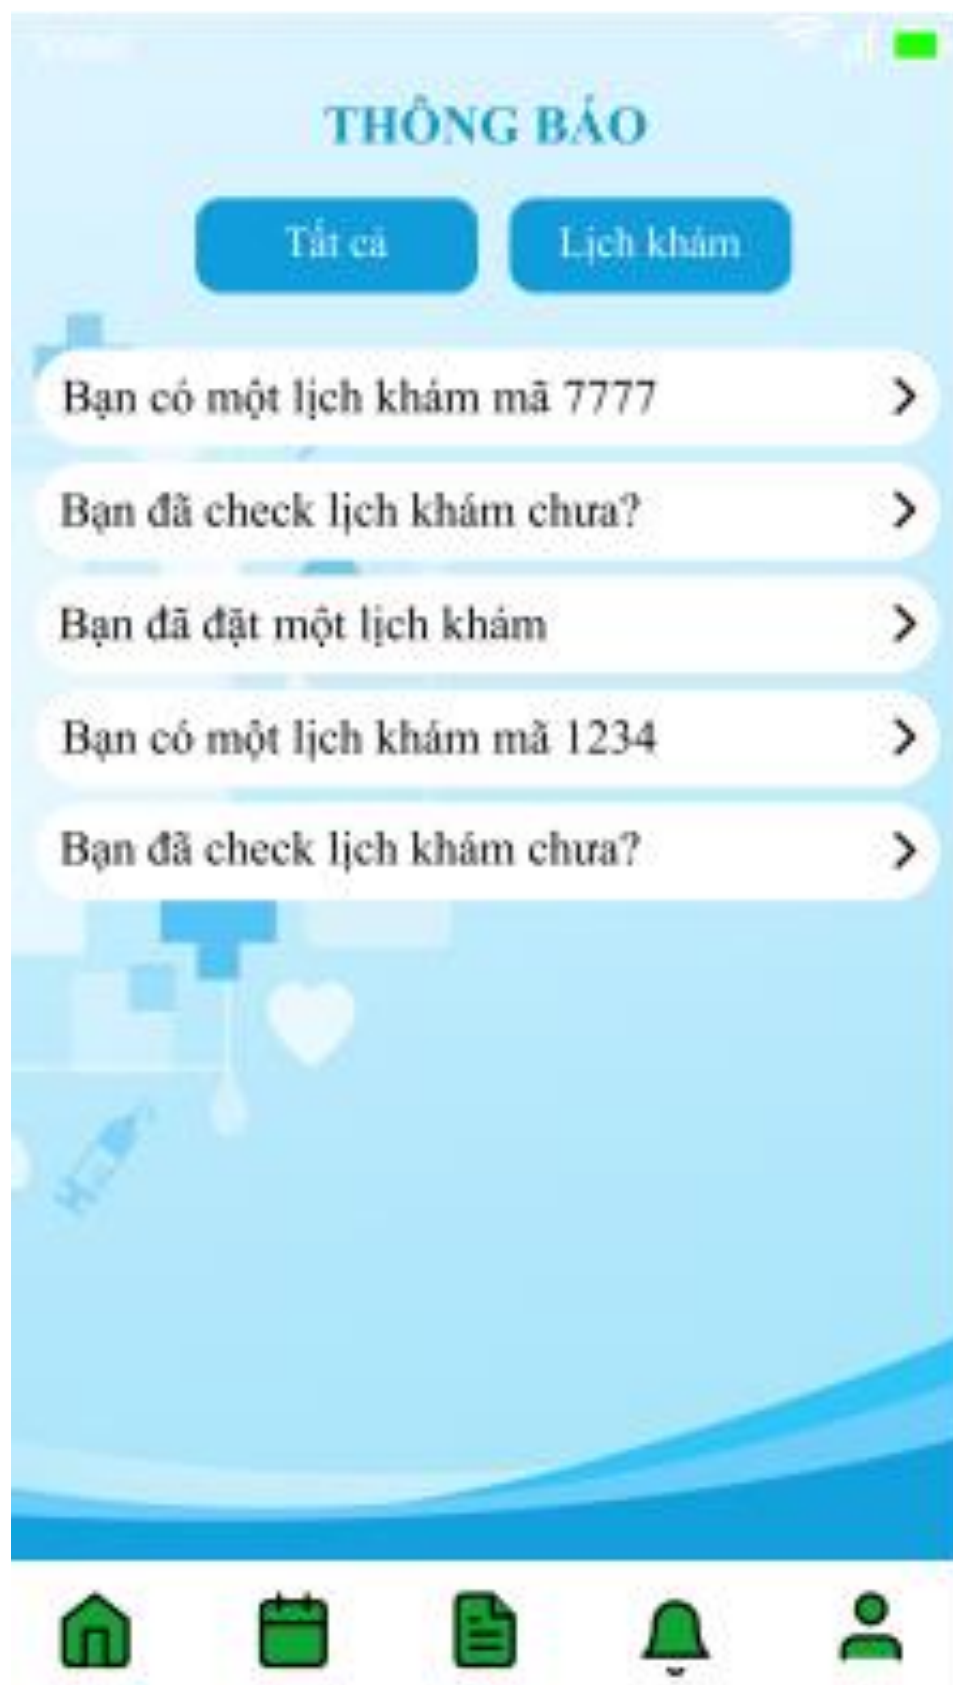 THÔNG BÁO
Tất cả
Lịch khám
Bạn có một lịch khám mã 7777
Bạn đã check lịch khám chưa?
Bạn đã đặt một lịch khám
Bạn có một lịch khám mã 1234
Bạn đã check lịch khám chưa?